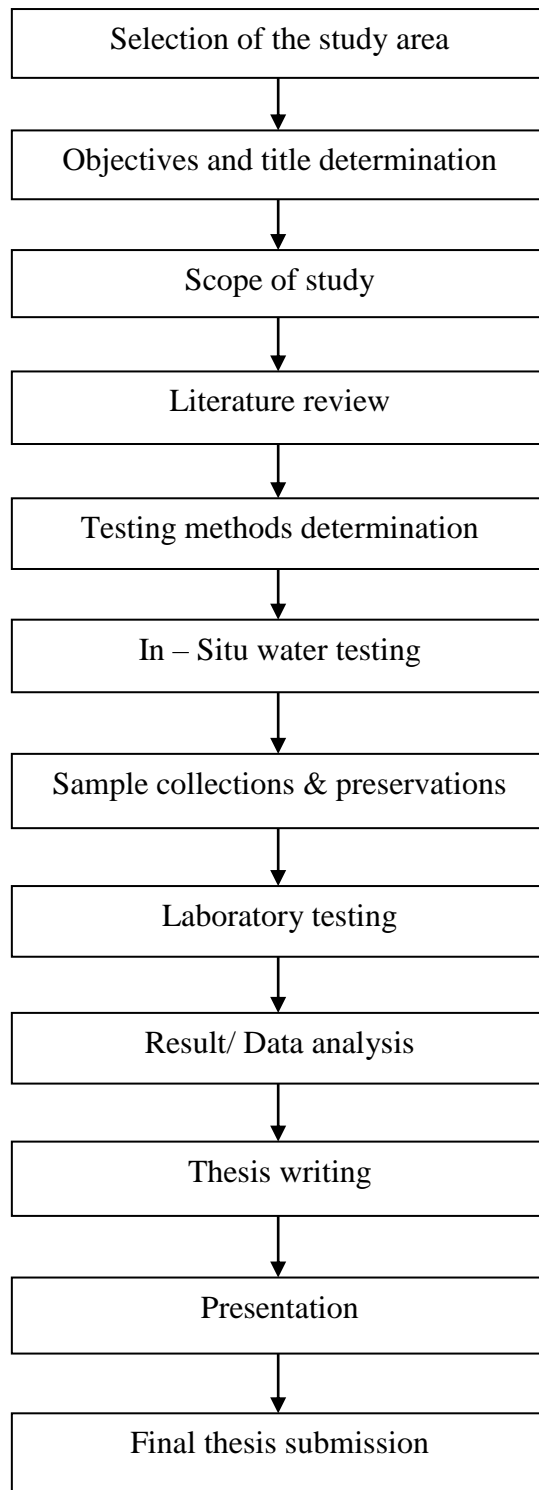 Selection of the study area
Objectives and title determination
Scope of study
Literature review
Testing methods determination
In – Situ water testing
Sample collections & preservations
Laboratory testing
Result/ Data analysis
Thesis writing
Presentation
Final thesis submission